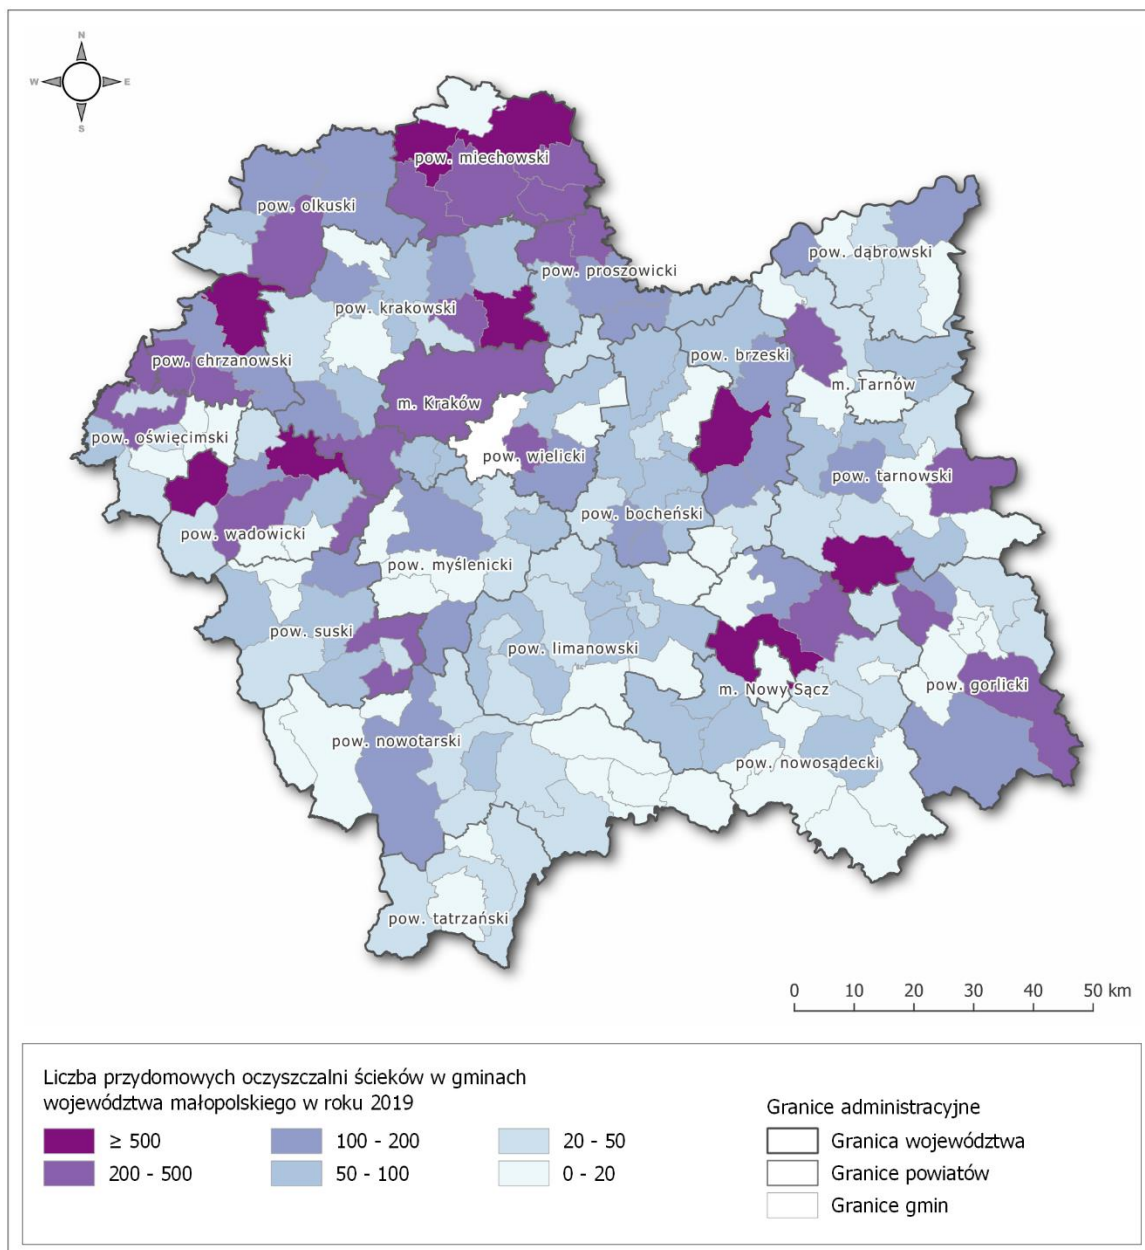 N
W E
S
pow. miechowski
pow. olkuski
pow. dąbrowski
pow. proszowicki
pow. krakowski
pow. chrzanowski
pow. brzeski
m. Tarnów
m. Kraków
pow. oświęcimski
pow. wielicki
pow. tarnowski
pow. bocheński
pow. wadowicki
pow. myślenicki
pow. suski
pow. limanowski
m. Nowy Sącz
pow. gorlicki
pow. nowotarski
pow. nowosądecki
pow. tatrzański
0 10 20 30 40 50 km
Liczba przydomowych oczyszczalni ścieków w gminach
województwa małopolskiego w roku 2019
≥ 500
200 - 500
100 - 200
50 - 100
20 - 50
0 - 20
Granice administracyjne
Granica województwa
Granice powiatów
Granice gmin